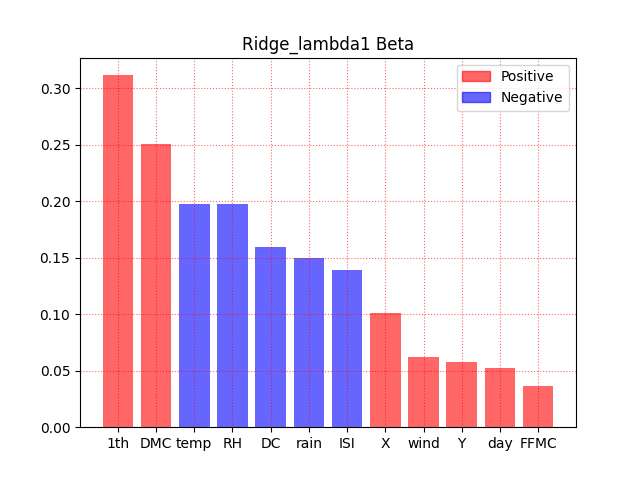 Ridge_lambda1 Beta
Positive
Negative
0.30
0.25
0.20
0.15
0.10
0.05
0.00
1th DMC temp RH DC rain ISI X wind Y day FFMC